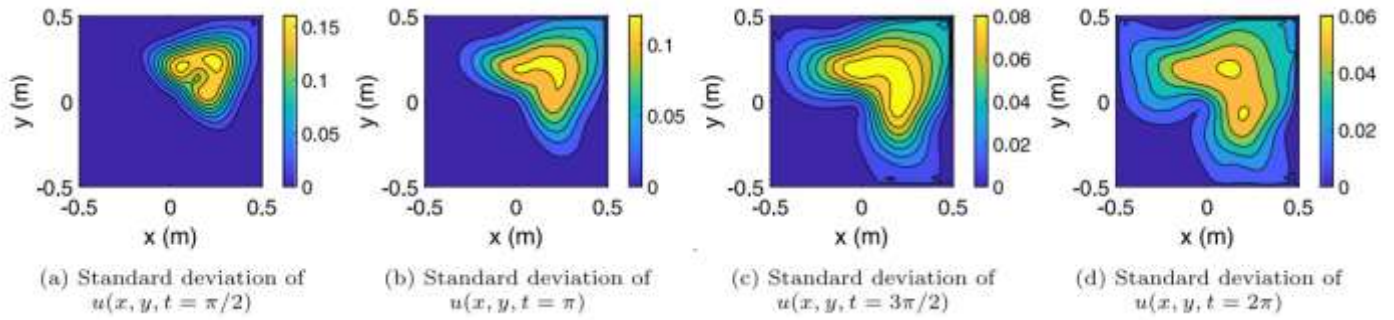 0.5
0
-0.5
y (m)
-0.5
0
0.5
x (m)
0.15
0.1
0.05
0
0.5
0
-0.5
y (m)
-0.5
0
0.5
x (m)
0.1
0.05
0
0.5
0
-0.5
y (m)
-0.5
0
0.5
x (m)
0.08
0.06
0.04
0.02
0
0.5
0
-0.5
y (m)
-0.5
0
0.5
x (m)
0.06
0.04
0.02
0
(a) Standard deviation of
u(x, y, t = π/2)
(b) Standard deviation of
u(x, y, t = π)
(c) Standard deviation of
u(x, y, t = 3π/2)
(d) Standard deviation of
u(x, y, t = 2π)